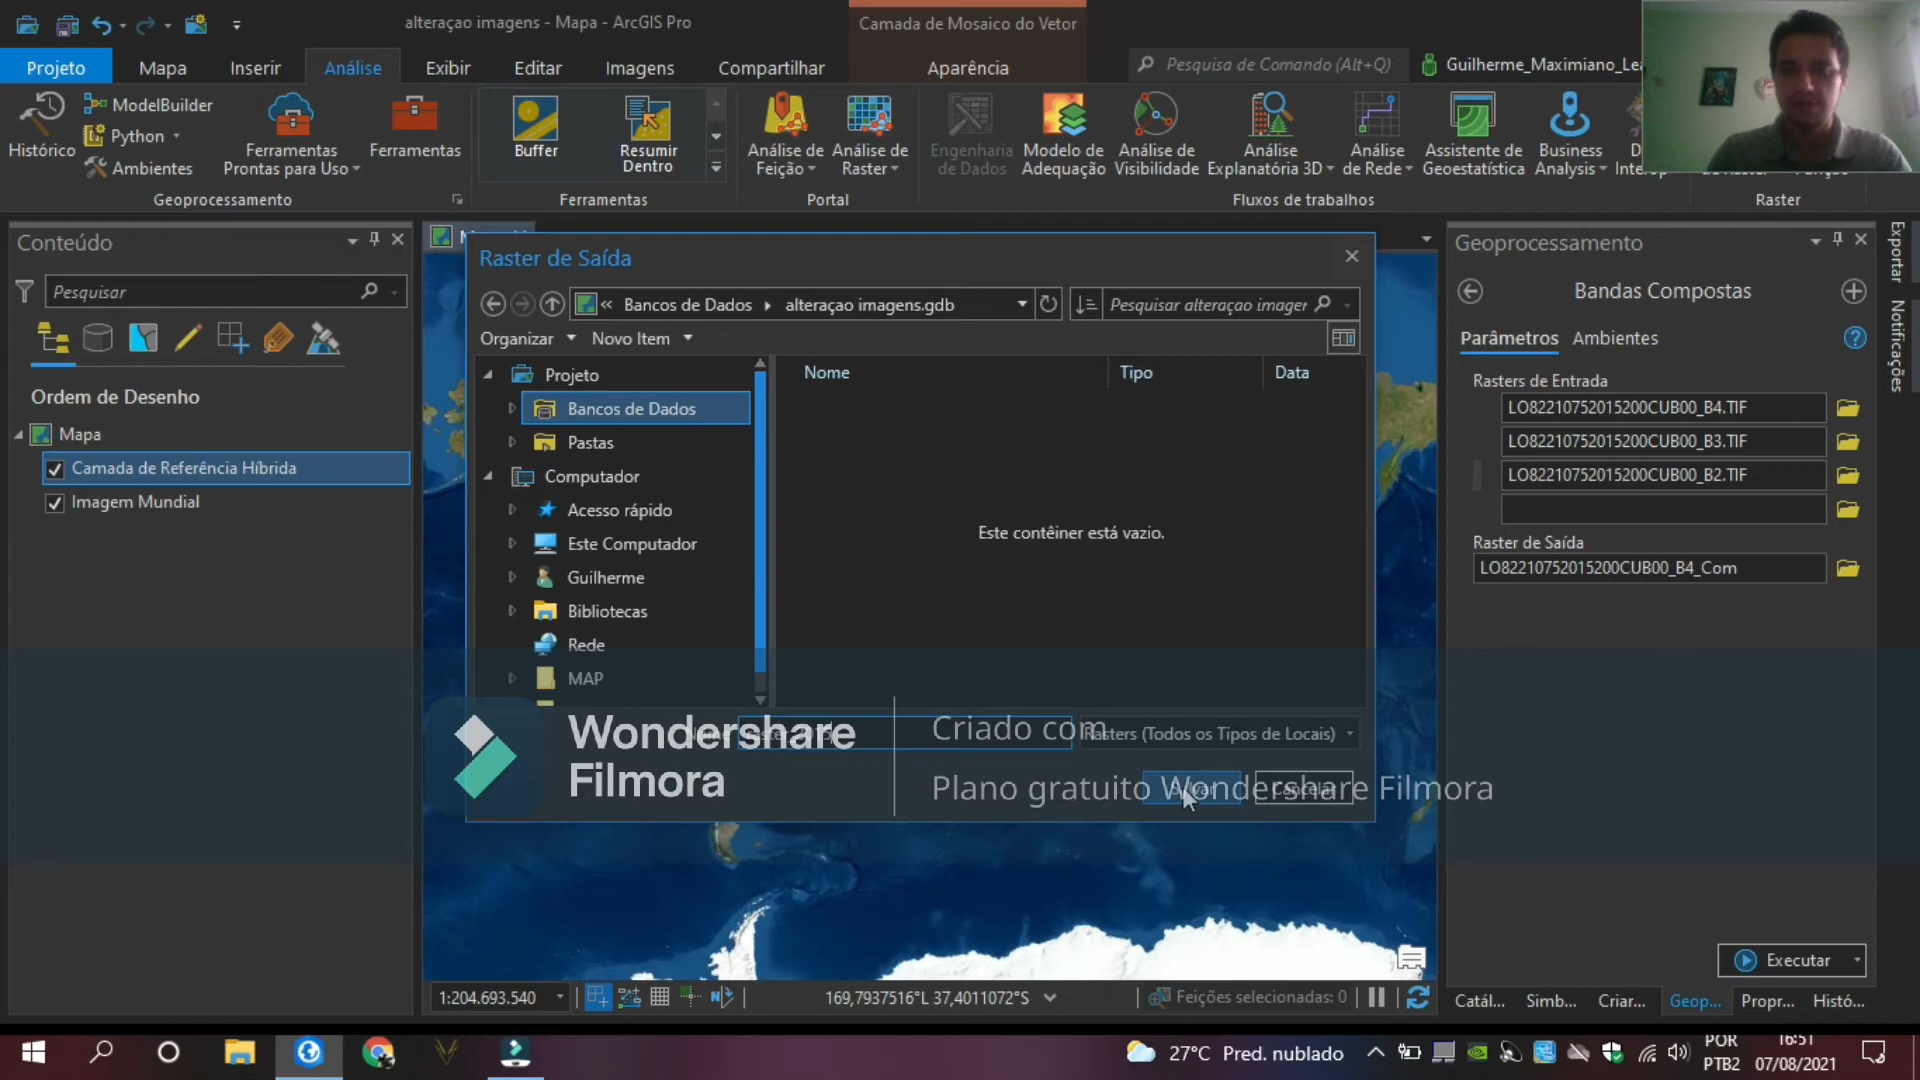 alteraçao imagens - Mapa - ArcGIS Pro
Camada de Mosaico do Vetor
Projeto
Mapa
Inserir
Análise
Exibir
Editar
Imagens
Compartilhar
Aparência
Pesquisa de Comando (Alt+Q)
Histórico
ModelBuilder
Python
Ambientes
Ferramentas
Prontas para Uso
Ferramentas
Geoprocessamento
Buffer
Resumir
Dentro
Ferramentas
Análise de
Feição
Análise de
Raster
Portal
Engenharia
de Dados
Modelo de
Adequação
Análise de
Visibilidade
Análise
Explanatória 3D
Análise
de Rede
Assistente de
Geoestatística
Business
Analysis
Fluxos de trabalhos
Raster
Conteúdo
Pesquisar
Ordem de Desenho
Mapa
Camada de Referência Híbrida
Imagem Mundial
Raster de Saída
Bancos de Dados
alteraçao imagens.gdb
Pesquisar alteraçao imager
Organizar
Novo Item
Projeto
Bancos de Dados
Pastas
Computador
Acesso rápido
Este Computador
Guilherme
Bibliotecas
Rede
MAP
Nome
Tipo
Data
Este contêiner está vazio.
Rasters (Todos os Tipos de Locais)
Cancelar
Wondershare
Filmora
Criado com
Plano gratuito Wondershare Filmora
Geoprocessamento
Bandas Compostas
Parâmetros
Ambientes
Rasters de Entrada
LO82210752015200CUB00_B4.TIF
LO82210752015200CUB00_B3.TIF
LO82210752015200CUB00_B2.TIF
Raster de Saída
LO82210752015200CUB00_B4_Com
Executar
Exportar
Notificações
1:204.693.540
169,7937516°L 37,4011072°S
Feições selecionadas: 0
Catál...
Simb...
Criar...
Geop...
Propr...
Histó...
27°C Pred. nublado
POR
PTB2
16:51
07/08/2021